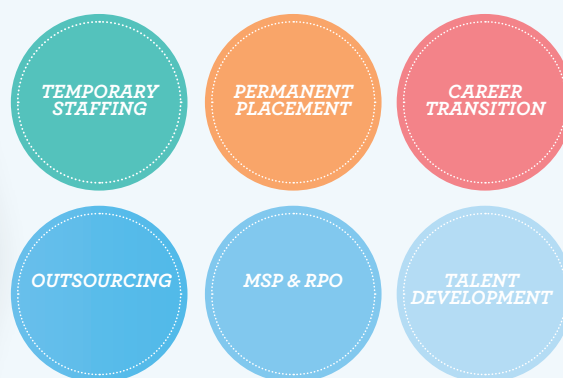 TEMPORARY
STAFFING
PERMANENT
PLACEMENT
CAREER
TRANSITION
OUTSOURCING
MSP & RPO
TALENT
DEVELOPMENT